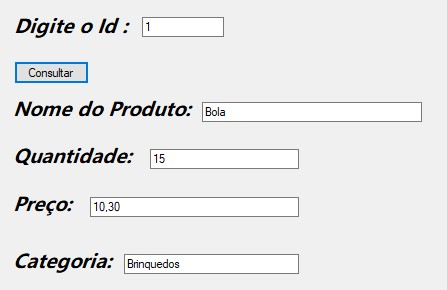 Digite o Id : 1
Consultar
Nome do Produto: Bola
Quantidade: 15
Preço: 10,30
Categoria: Brinquedos